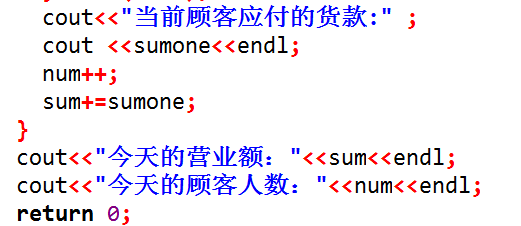 cout<<"当前顾客应付的货款:" ;
cout <<sumone<<endl;
num++;
sum+=sumone;
}
cout<<"今天的营业额："<<sum<<endl;
cout<<"今天的顾客人数："<<num<<endl;
return 0;